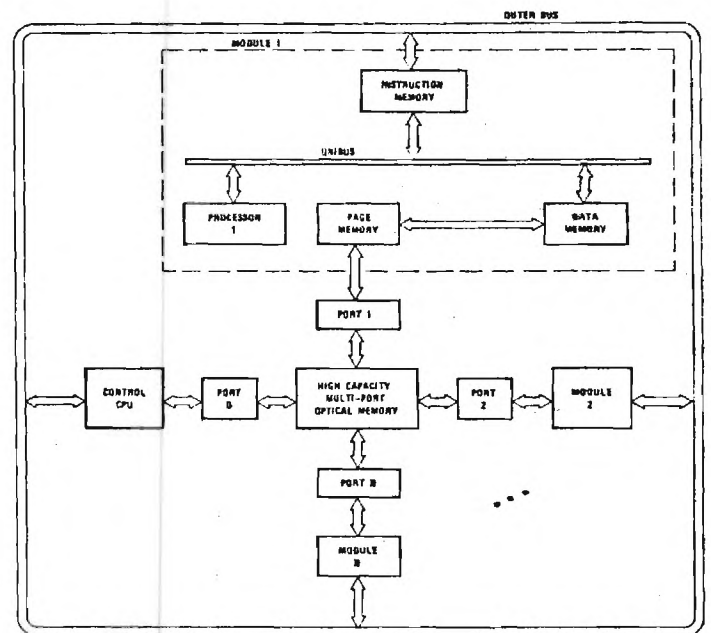 OUTER BUS
MODULE 1
INSTRUCTION
MEMORY
UNIBUS
PROCESSOR
1
PAGE
MEMORY
DATA
MEMORY
PORT 1
CONTROL
CPU
PORT
0
HIGH CAPACITY
MULTI-PORT
OPTICAL MEMORY
PORT
2
MODULE
2
PORT N
MODULE
N